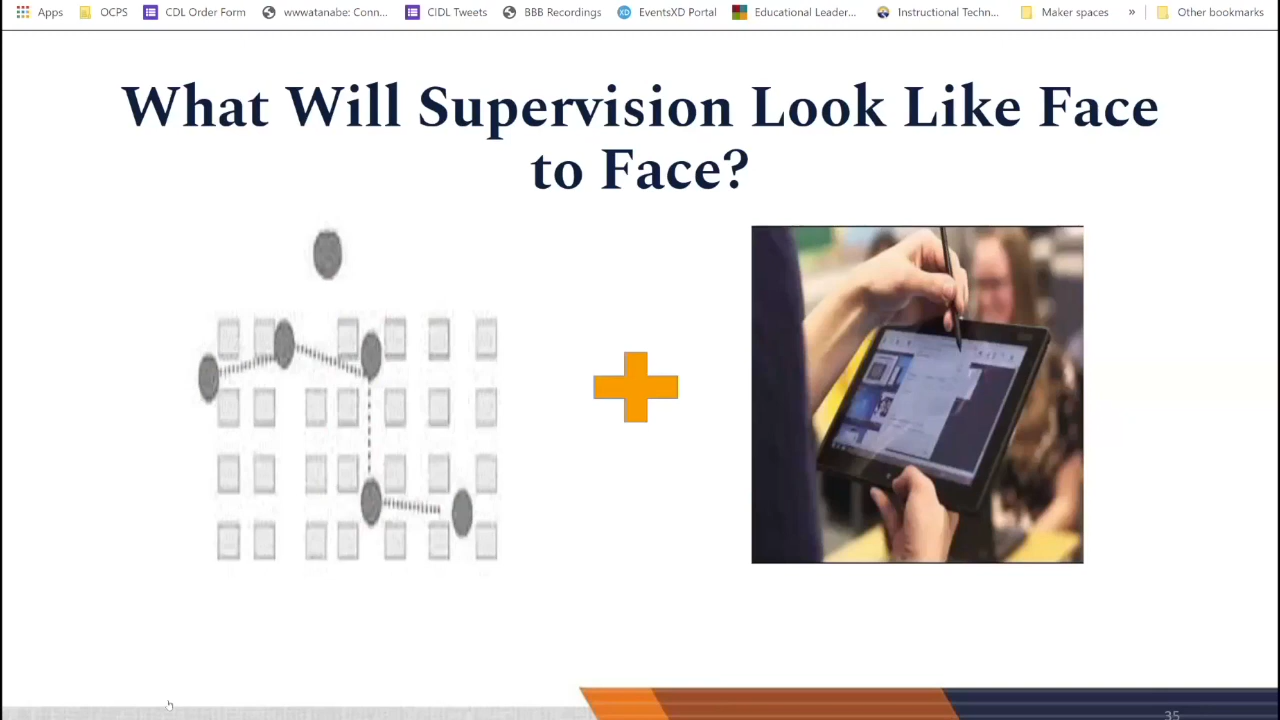 Apps OCPS CDL Order Form wwwatanabe: Conn... CIDL Tweets BBB Recordings XD EventsXD Portal Educational Leader... Instructional Techn... Maker spaces » Other bookmarks
What Will Supervision Look Like Face
to Face?
35